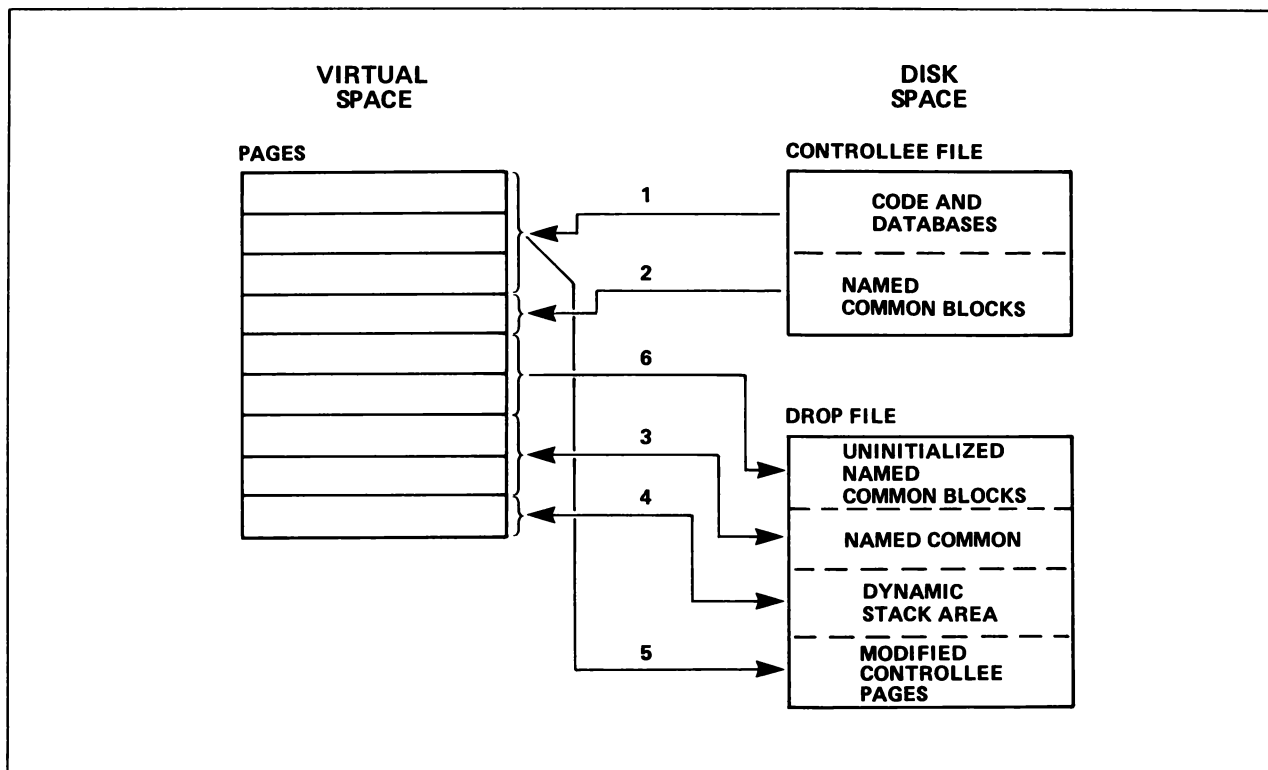 VIRTUAL
SPACE
DISK
SPACE
PAGES
CONTROLLEE FILE
1
CODE AND
DATABASES
2
NAMED
COMMON BLOCKS
6
DROP FILE
3
UNINITIALIZED
NAMED
COMMON BLOCKS
4
NAMED COMMON
DYNAMIC
STACK AREA
5
MODIFIED
CONTROLLEE
PAGES